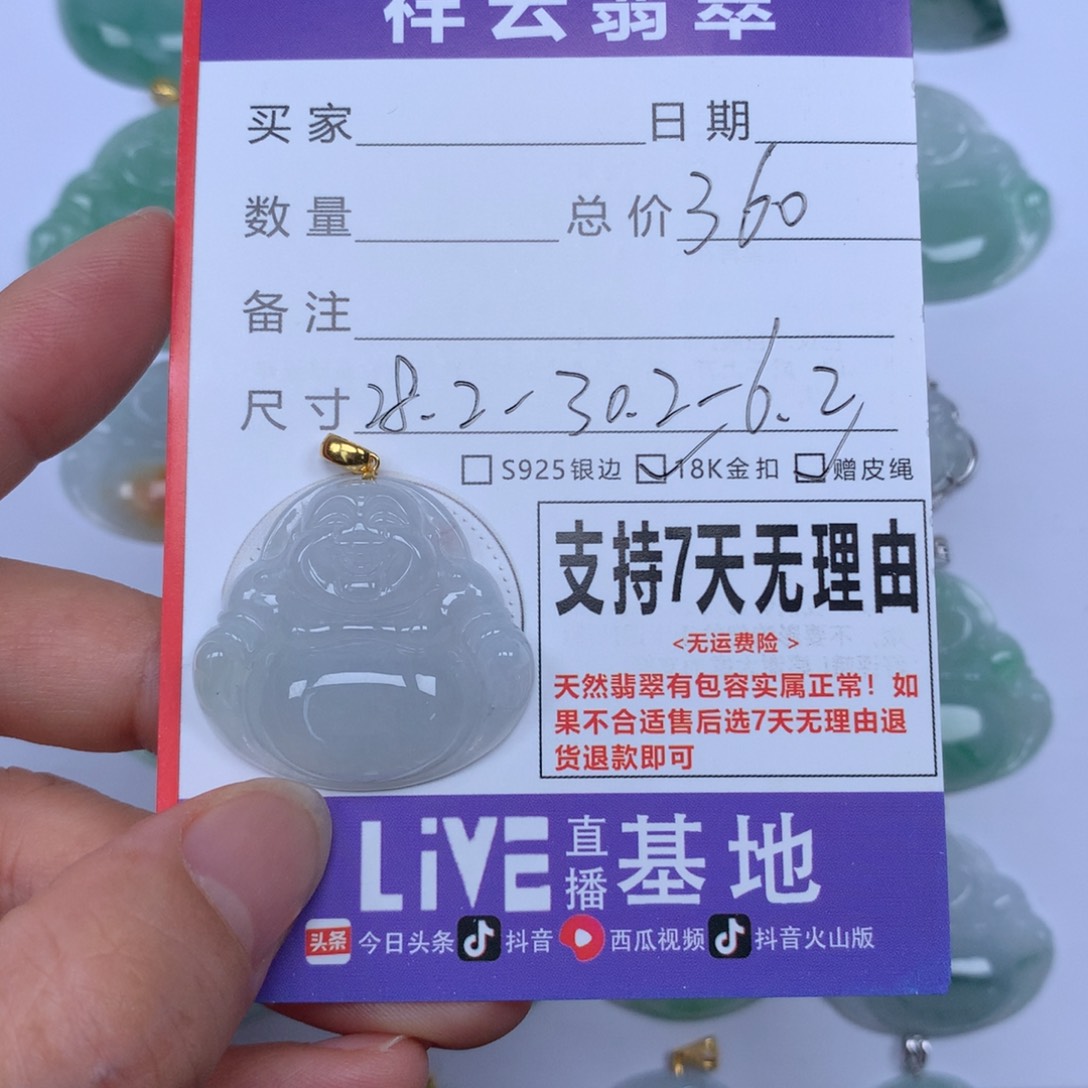 祥云翡翠
买家 日期
数量 总价 360
备注
尺寸 28.2-30.2-6.2
S925银边 18K金扣 赠皮绳
支持7天无理由
<无运费险>
天然翡翠有包容实属正常！如
果不合适售后选7天无理由退
货退款即可
LiVE 直播 基地
头条 今日头条 抖音 西瓜视频 抖音火山版